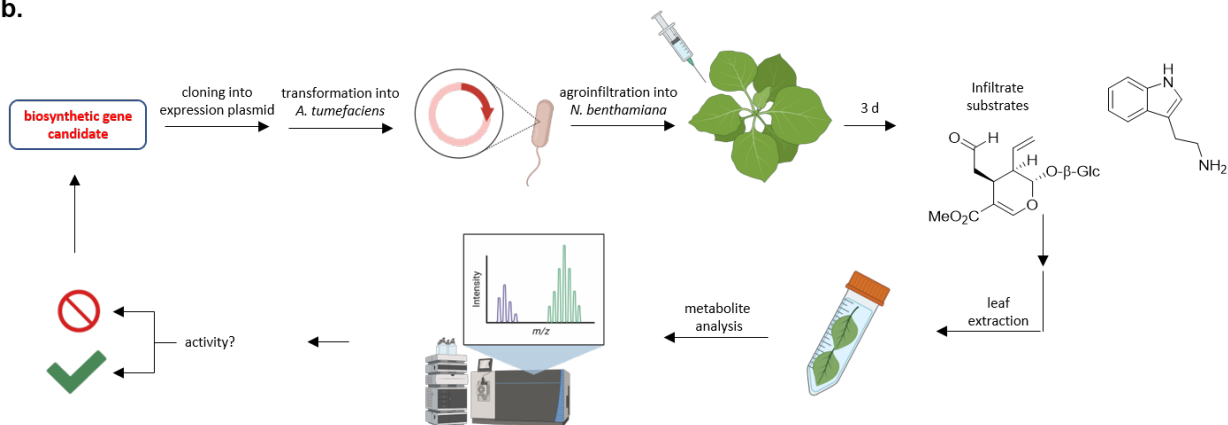 b.
biosynthetic gene
candidate
cloning into
expression plasmid
transformation into
A. tumefaciens
agroinfiltration into
N. benthamiana
3 d
Infiltrate
substrates
O
H
H
O-β-Glc
O
MeO2C
H
N
NH2
leaf
extraction
metabolite
analysis
Intensity
m/z
activity?